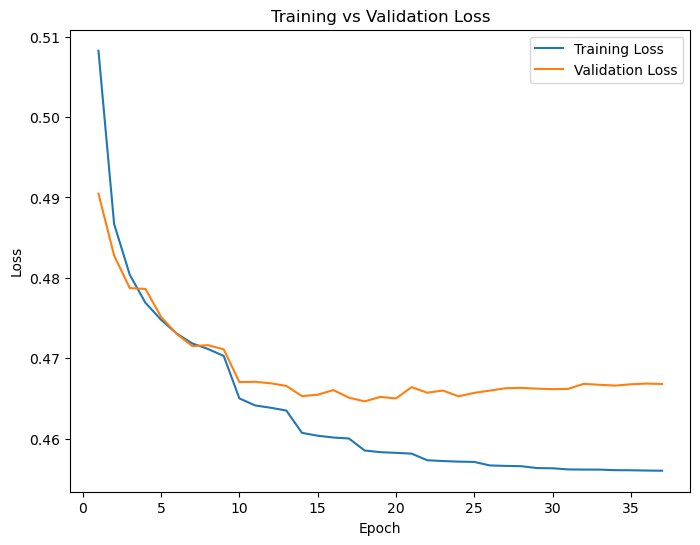 Training vs Validation Loss
Training Loss
Validation Loss
0.51
0.50
0.49
0.48
0.47
0.46
Loss
0 5 10 15 20 25 30 35
Epoch